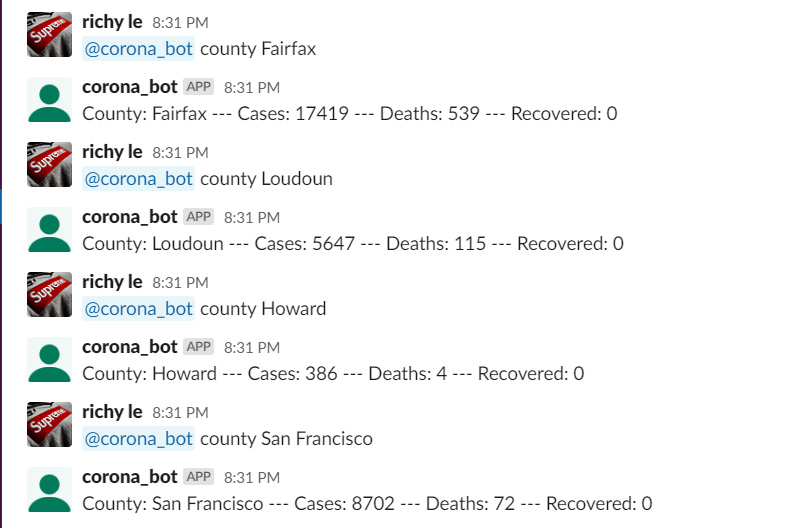 richy le 8:31 PM
@corona_bot county Fairfax
corona_bot APP 8:31 PM
County: Fairfax --- Cases: 17419 --- Deaths: 539 --- Recovered: 0
richy le 8:31 PM
@corona_bot county Loudoun
corona_bot APP 8:31 PM
County: Loudoun --- Cases: 5647 --- Deaths: 115 --- Recovered: 0
richy le 8:31 PM
@corona_bot county Howard
corona_bot APP 8:31 PM
County: Howard --- Cases: 386 --- Deaths: 4 --- Recovered: 0
richy le 8:31 PM
@corona_bot county San Francisco
corona_bot APP 8:31 PM
County: San Francisco --- Cases: 8702 --- Deaths: 72 --- Recovered: 0
Supreme
Supreme
Supreme
Supreme